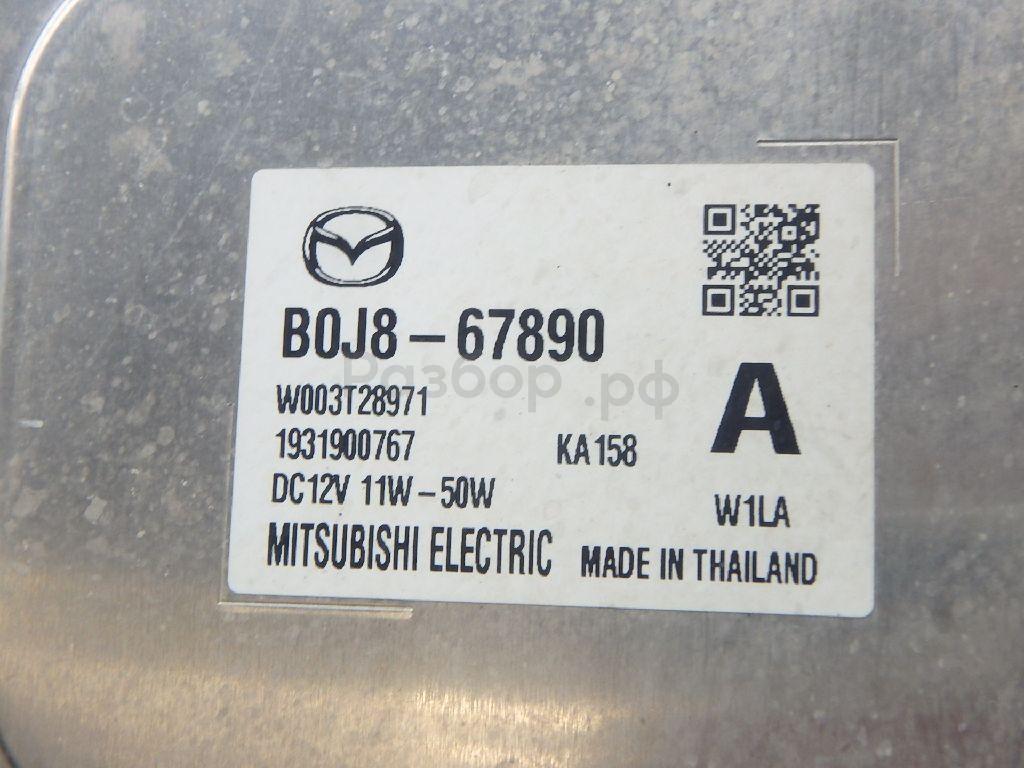 B0J8-67890
Разбор.рф
W003T28971
A
1931900767 KA158
DC12V 11W-50W W1LA
MITSUBISHI ELECTRIC MADE IN THAILAND